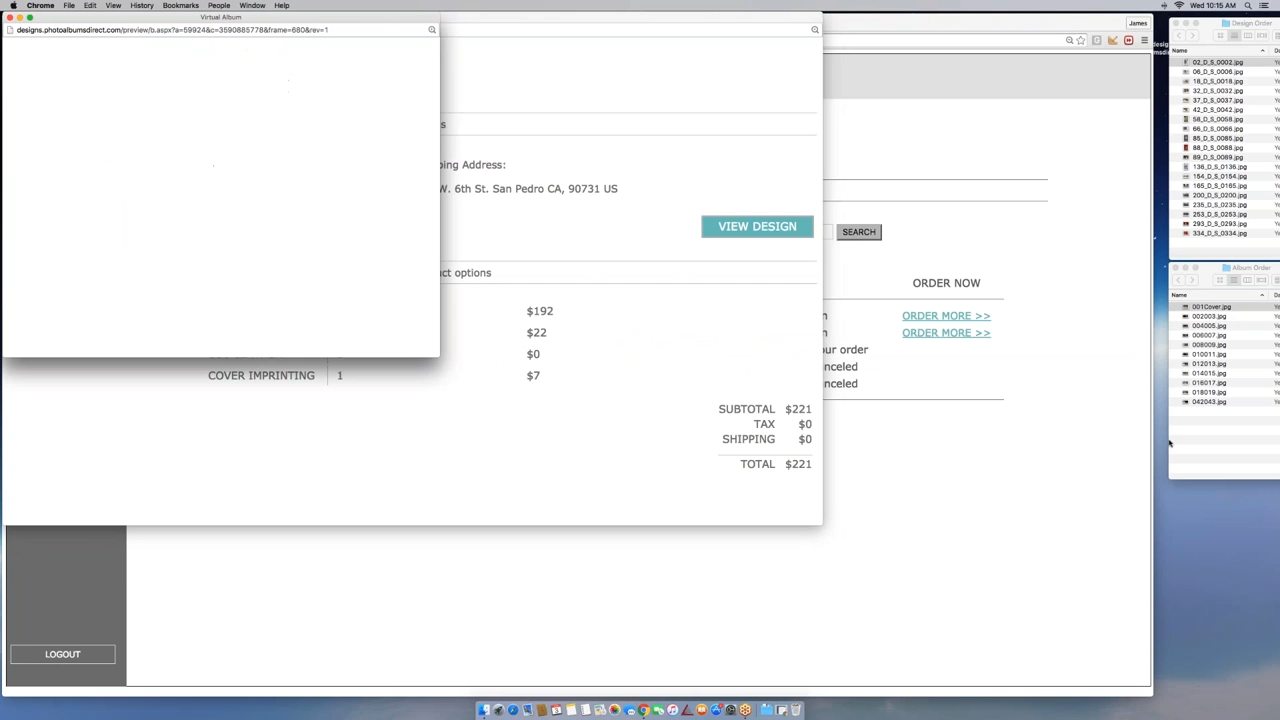 Chrome File Edit View History Bookmarks People Window Help
Wed 10:15 AM
Virtual Album
designs.photoalbumsdirect.com/preview/b.aspx?a=59924&c=3590885778&frame=680&rev=1
James
s
ping Address:
W. 6th St. San Pedro CA, 90731 US
VIEW DESIGN
SEARCH
uct options
ORDER NOW
$192
n ORDER MORE >>
$22
n ORDER MORE >>
$0
our order
nceled
COVER IMPRINTING 1 $7
nceled
SUBTOTAL $221
TAX $0
SHIPPING $0
TOTAL $221
LOGOUT
Design Order
Name
02_D_S_0002.jpg
06_D_S_0006.jpg
18_D_S_0018.jpg
32_D_S_0032.jpg
37_D_S_0037.jpg
42_D_S_0042.jpg
58_D_S_0058.jpg
66_D_S_0066.jpg
85_D_S_0085.jpg
88_D_S_0088.jpg
89_D_S_0089.jpg
136_D_S_0136.jpg
154_D_S_0154.jpg
165_D_S_0165.jpg
200_D_S_0200.jpg
235_D_S_0235.jpg
253_D_S_0253.jpg
293_D_S_0293.jpg
334_D_S_0334.jpg
Album Order
Name
001Cover.jpg
002003.jpg
004005.jpg
006007.jpg
008009.jpg
010011.jpg
012013.jpg
014015.jpg
016017.jpg
018019.jpg
042043.jpg